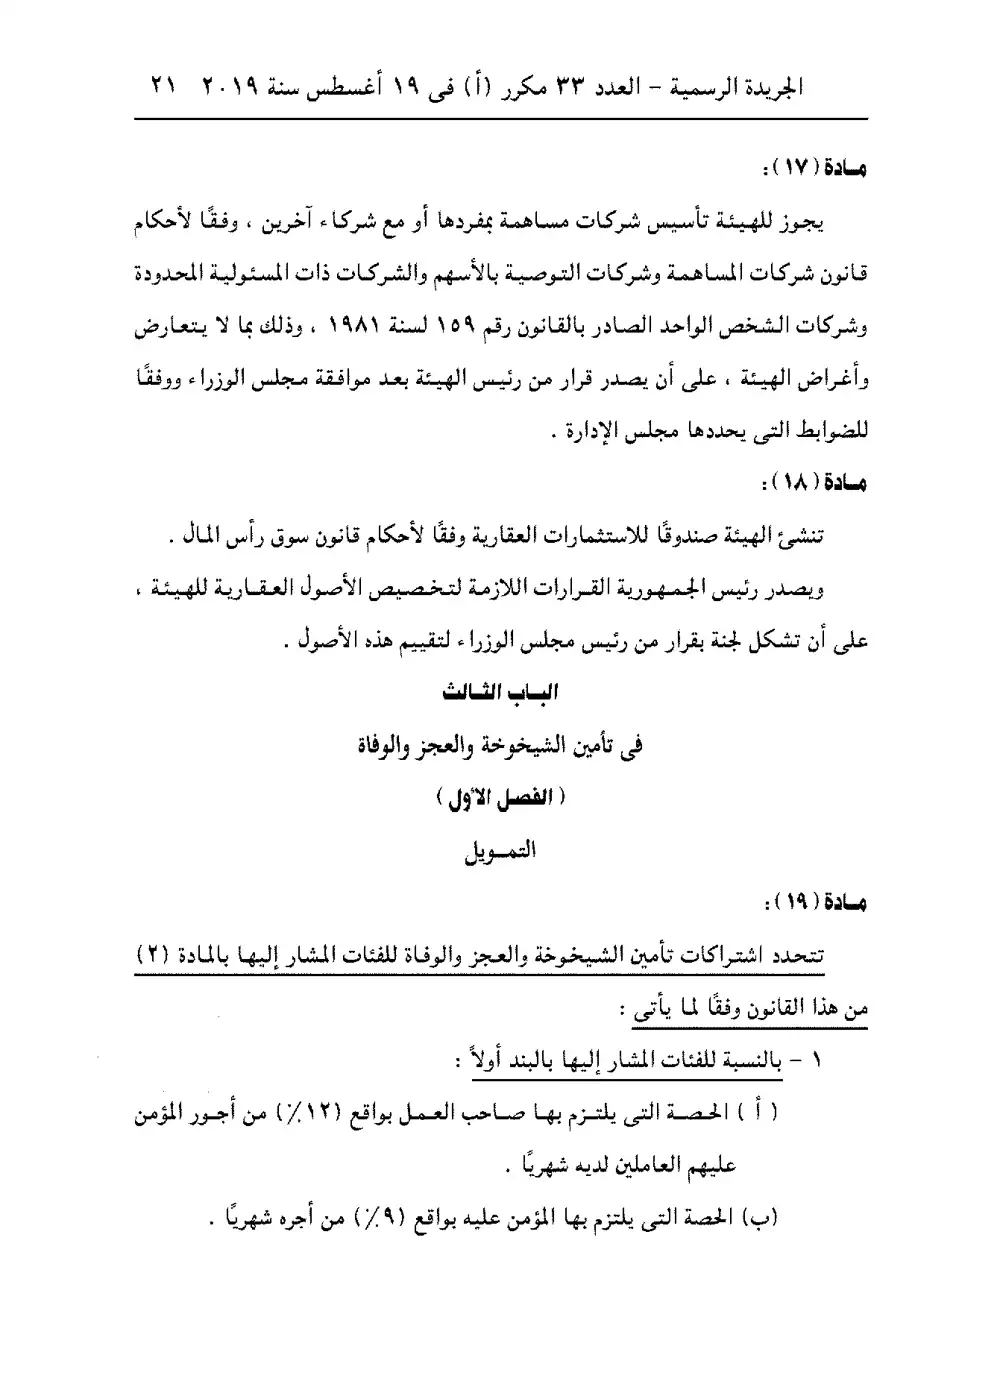 الجريدة الرسمية - العدد ٣٣ مكرر (أ) فى ١٩ أغسطس سنة ٢٠١٩ ٢١
مـادة (١٧):
يجوز للهيئة تأسيس شركات مساهمة بمفردها أو مع شركاء آخرين ، وفقًا لأحكام
قانون شركات المساهمة وشركات التوصية بالأسهم والشركات ذات المسئولية المحدودة
وشركات الشخص الواحد الصادر بالقانون رقم ١٥٩ لسنة ١٩٨١ ، وذلك بما لا يتعارض
وأغراض الهيئة ، على أن يصدر قرار من رئيس الهيئة بعد موافقة مجلس الوزراء ووفقًا
للضوابط التى يحددها مجلس الإدارة .
مـادة (١٨):
تنشئ الهيئة صندوقًا للاستثمارات العقارية وفقًا لأحكام قانون سوق رأس المال .
ويصدر رئيس الجمهورية القرارات اللازمة لتخصيص الأصول العقارية للهيئة ،
على أن تشكل لجنة بقرار من رئيس مجلس الوزراء لتقييم هذه الأصول .
الباب الثالث
فى تأمين الشيخوخة والعجز والوفاة
( الفصل الأول )
التمويل
مـادة (١٩):
تتحدد اشتراكات تأمين الشيخوخة والعجز والوفاة للفئات المشار إليها بالمادة (٢)
من هذا القانون وفقًا لما يأتى :
١ - بالنسبة للفئات المشار إليها بالبند أولاً :
( أ ) الحصة التى يلتزم بها صاحب العمل بواقع (١٢٪) من أجور المؤمن
عليهم العاملين لديه شهريًا .
(ب) الحصة التى يلتزم بها المؤمن عليه بواقع (٩٪) من أجره شهريًا .